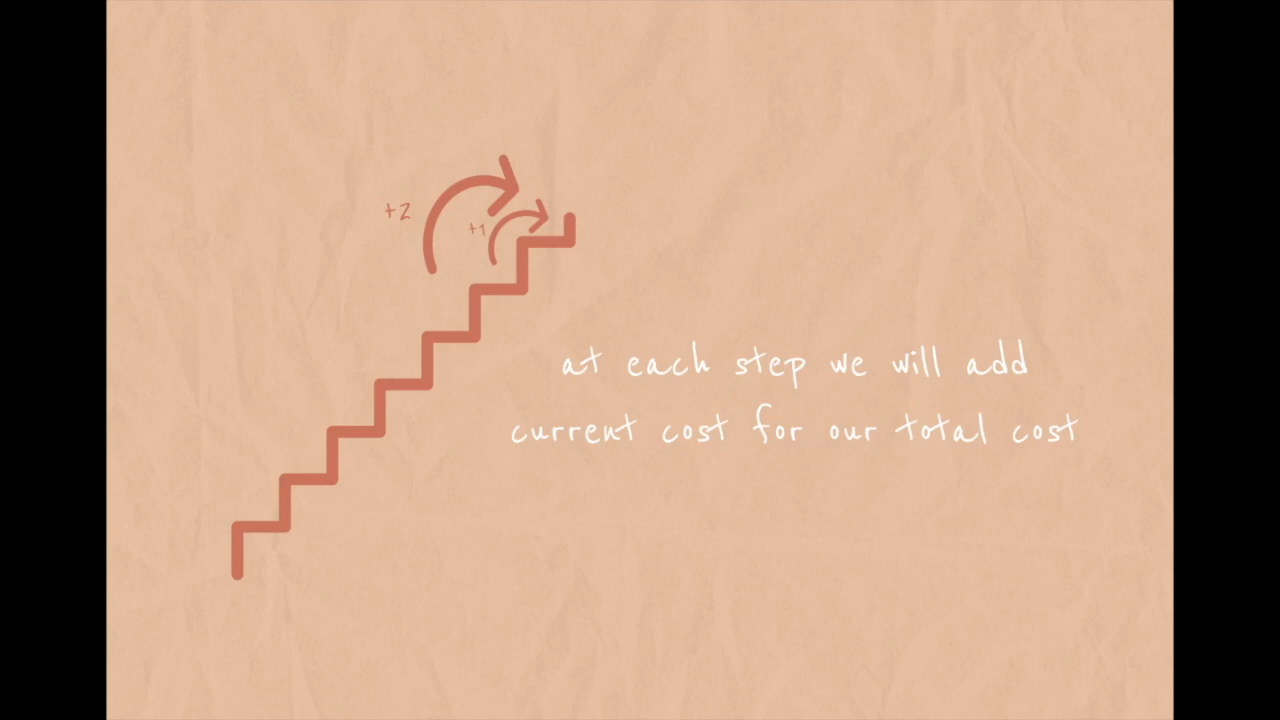 +2
+1
at each step we will add
current cost for our total cost